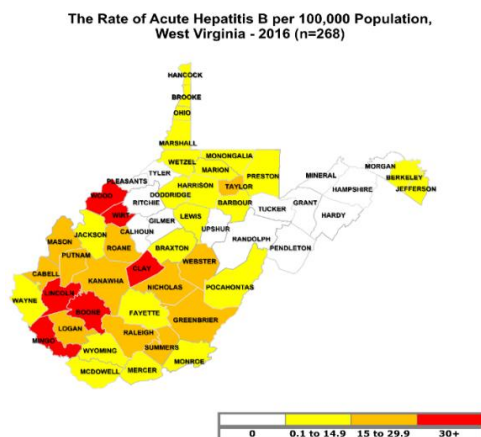 The Rate of Acute Hepatitis B per 100,000 Population,
West Virginia - 2016 (n=268)
HANCOCK
BROOKE
OHIO
MARSHALL
WETZEL
MONONGALIA
MARION
MORGAN
BERKELEY
JEFFERSON
MINERAL
HAMPSHIRE
PRESTON
TAYLOR
TYLER
PLEASANTS
DODDRIDGE
HARRISON
WOOD
RITCHIE
BARBOUR
TUCKER
GRANT
HARDY
WIRT
GILMER
LEWIS
UPSHUR
RANDOLPH
PENDLETON
JACKSON
CALHOUN
MASON
ROANE
BRAXTON
PUTNAM
WEBSTER
CABELL
KANAWHA
CLAY
NICHOLAS
POCAHONTAS
WAYNE
LINCOLN
BOONE
FAYETTE
GREENBRIER
MINGO
LOGAN
RALEIGH
SUMMERS
WYOMING
MONROE
MCDOWELL
MERCER
0 0.1 to 14.9 15 to 29.9 30+